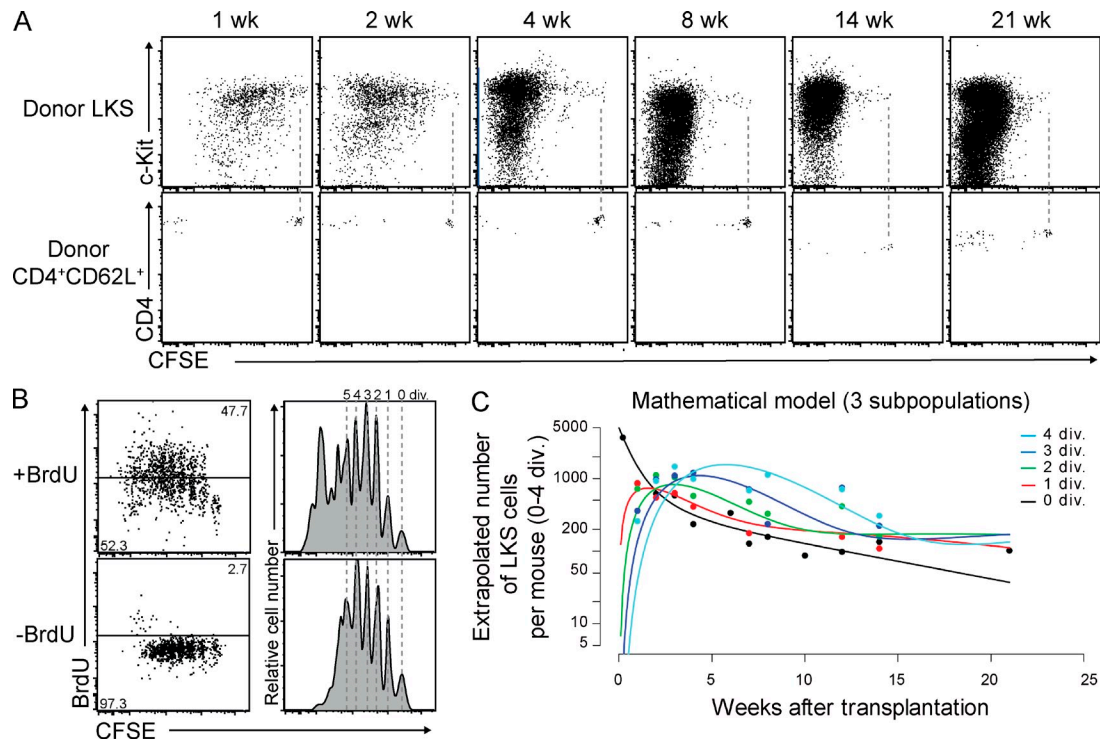 A
1 wk 2 wk 4 wk 8 wk 14 wk 21 wk
Donor LKS
c-Kit
Donor
CD4⁺CD62L⁺
CD4
CFSE
B
+BrdU
47.7
52.3
5 4 3 2 1 0 div.
-BrdU
2.7
97.3
BrdU
Relative cell number
CFSE
C
Mathematical model (3 subpopulations)
Extrapolated number
of LKS cells
per mouse (0-4 div.)
5000
1000
200
50
10
5
4 div.
3 div.
2 div.
1 div.
0 div.
0 5 10 15 20 25
Weeks after transplantation